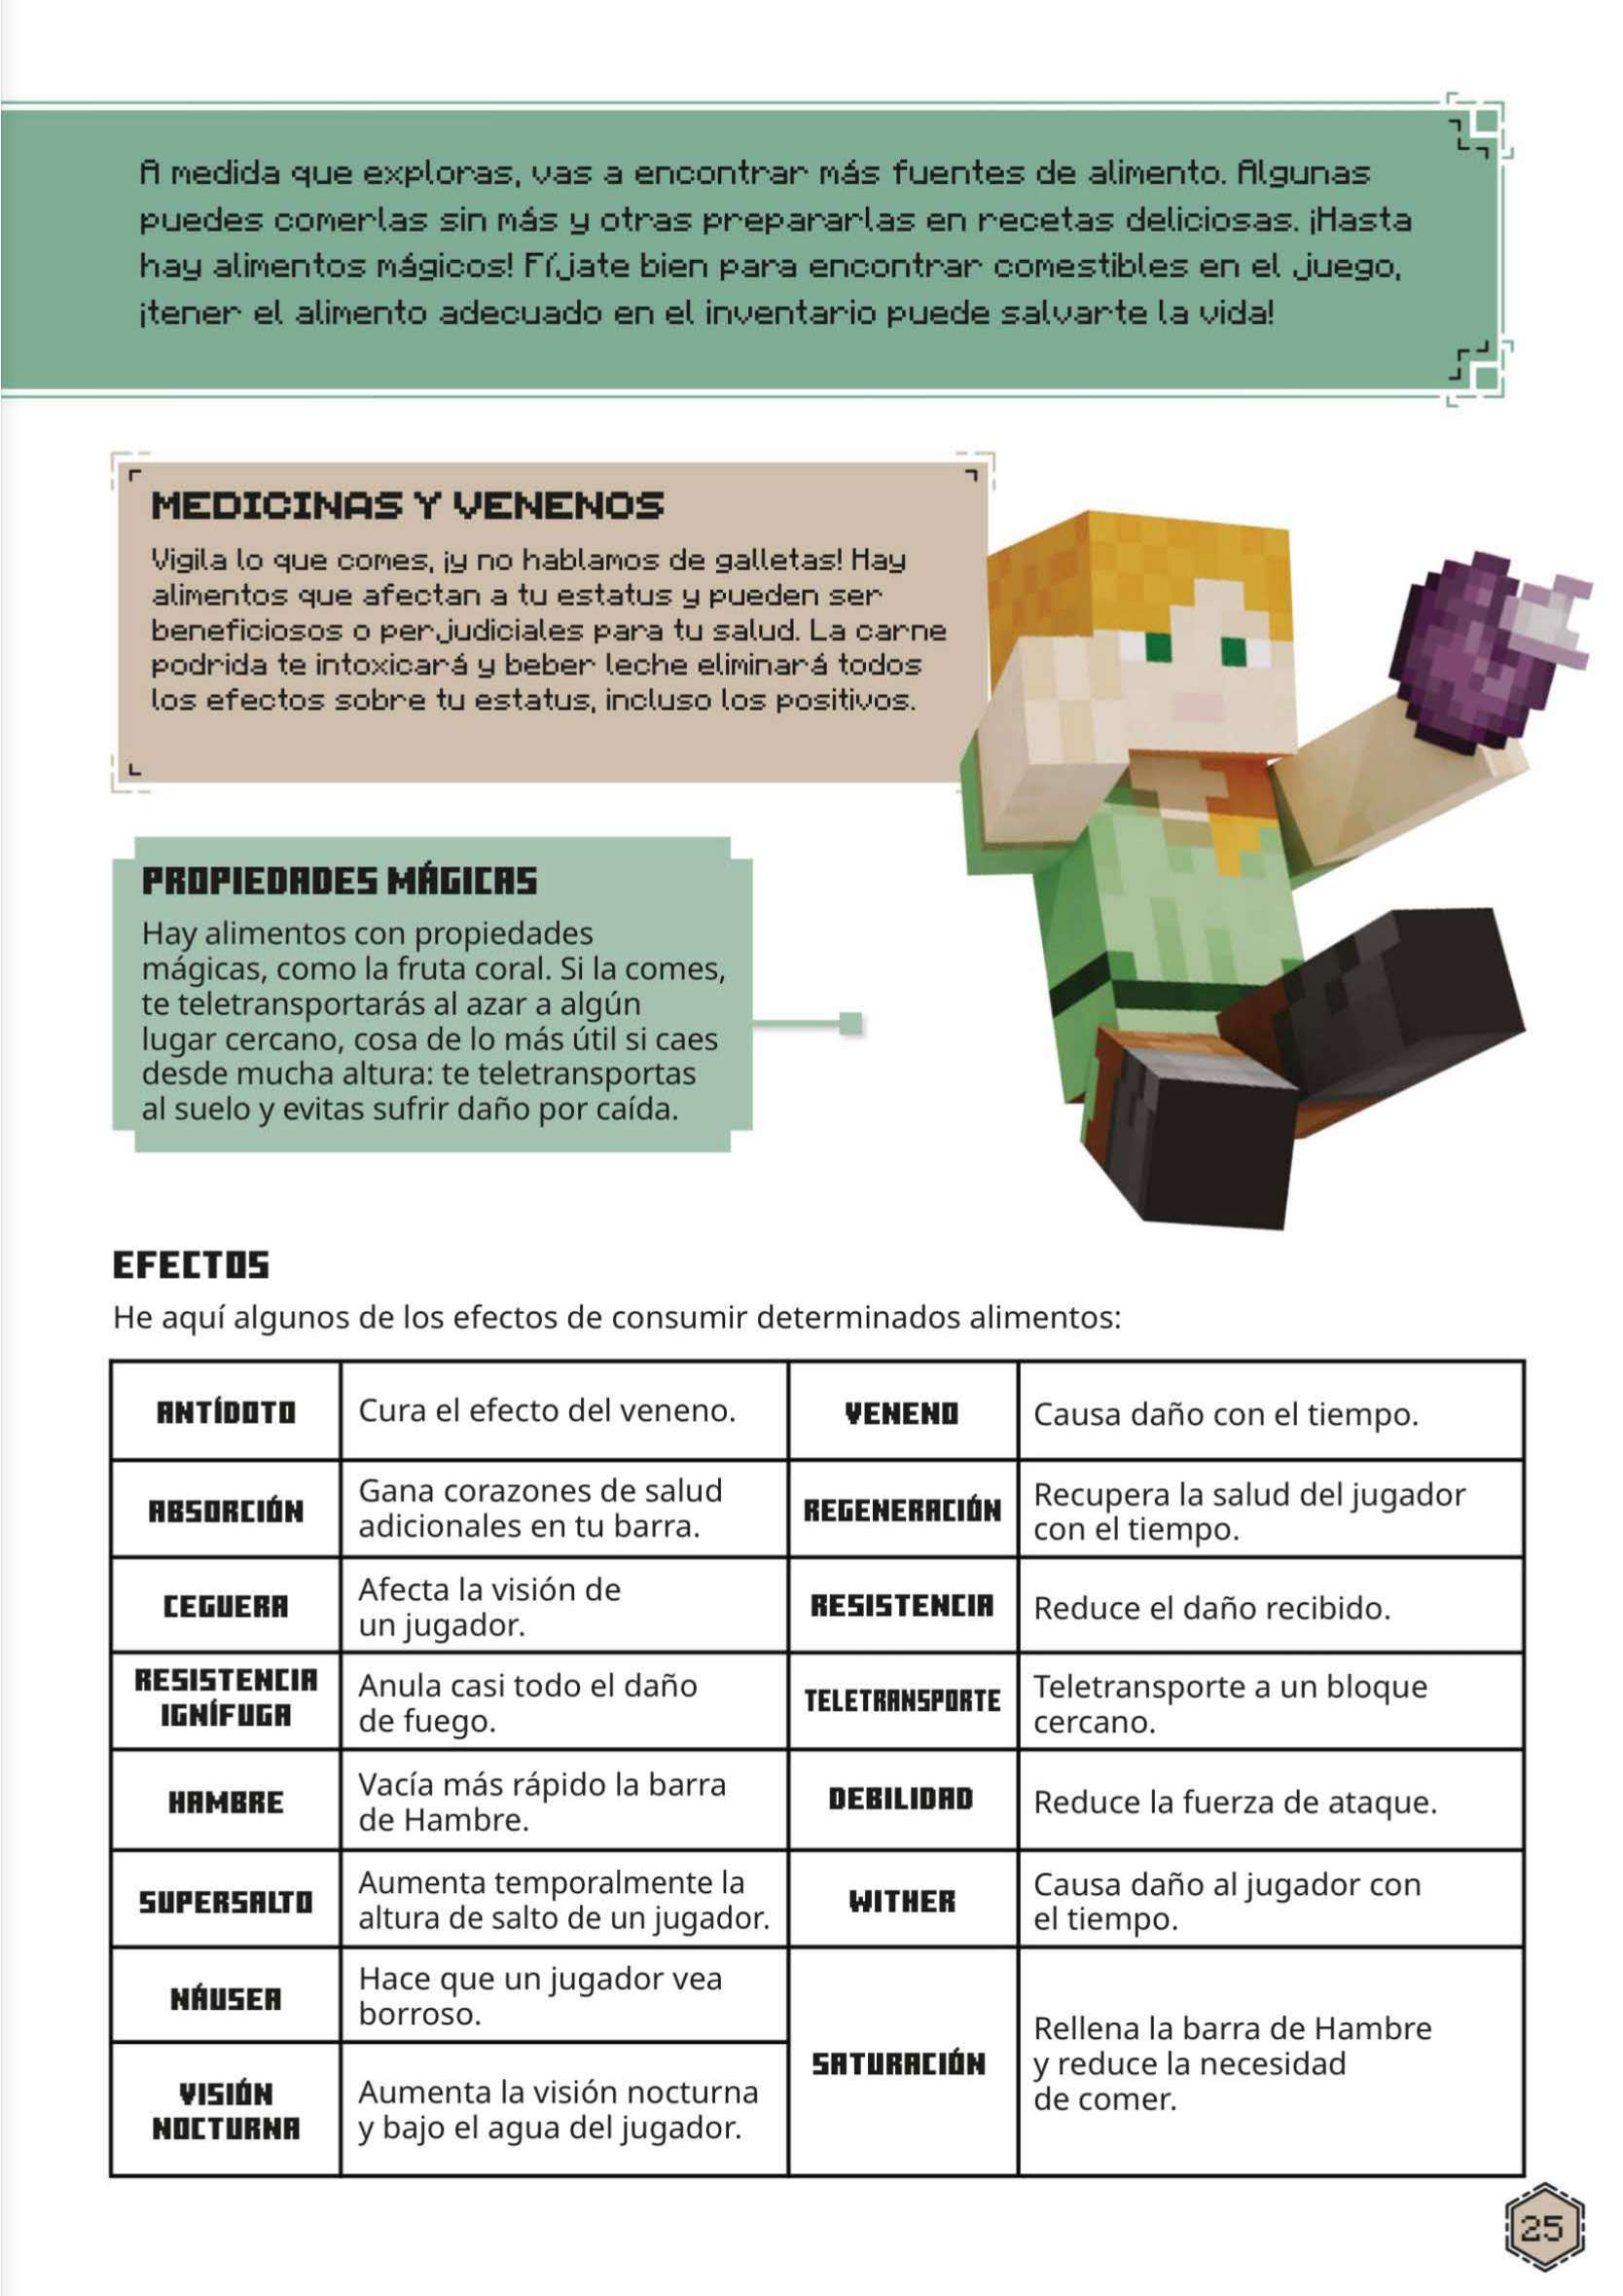 A medida que exploras, vas a encontrar más fuentes de alimento. Algunas
puedes comerlas sin más y otras prepararlas en recetas deliciosas. ¡Hasta
hay alimentos mágicos! Fíjate bien para encontrar comestibles en el juego,
¡tener el alimento adecuado en el inventario puede salvarte la vida!
MEDICINAS Y VENENOS
Vigila lo que comes, ¡y no hablamos de galletas! Hay
alimentos que afectan a tu estatus y pueden ser
beneficiosos o perjudiciales para tu salud. La carne
podrida te intoxicará y beber leche eliminará todos
los efectos sobre tu estatus, incluso los positivos.
PROPIEDADES MÁGICAS
Hay alimentos con propiedades
mágicas, como la fruta coral. Si la comes,
te teletransportarás al azar a algún
lugar cercano, cosa de lo más útil si caes
desde mucha altura: te teletransportas
al suelo y evitas sufrir daño por caída.
EFECTOS
He aquí algunos de los efectos de consumir determinados alimentos:
ANTÍDOTO
Cura el efecto del veneno.
VENENO
Causa daño con el tiempo.
ABSORCIÓN
Gana corazones de salud
adicionales en tu barra.
REGENERACIÓN
Recupera la salud del jugador
con el tiempo.
CEGUERA
Afecta la visión de
un jugador.
RESISTENCIA
Reduce el daño recibido.
RESISTENCIA
IGNÍFUGA
Anula casi todo el daño
de fuego.
TELETRANSPORTE
Teletransporte a un bloque
cercano.
HAMBRE
Vacía más rápido la barra
de Hambre.
DEBILIDAD
Reduce la fuerza de ataque.
SUPERSALTO
Aumenta temporalmente la
altura de salto de un jugador.
WITHER
Causa daño al jugador con
el tiempo.
NÁUSEA
Hace que un jugador vea
borroso.
SATURACIÓN
Rellena la barra de Hambre
y reduce la necesidad
de comer.
VISIÓN
NOCTURNA
Aumenta la visión nocturna
y bajo el agua del jugador.
25